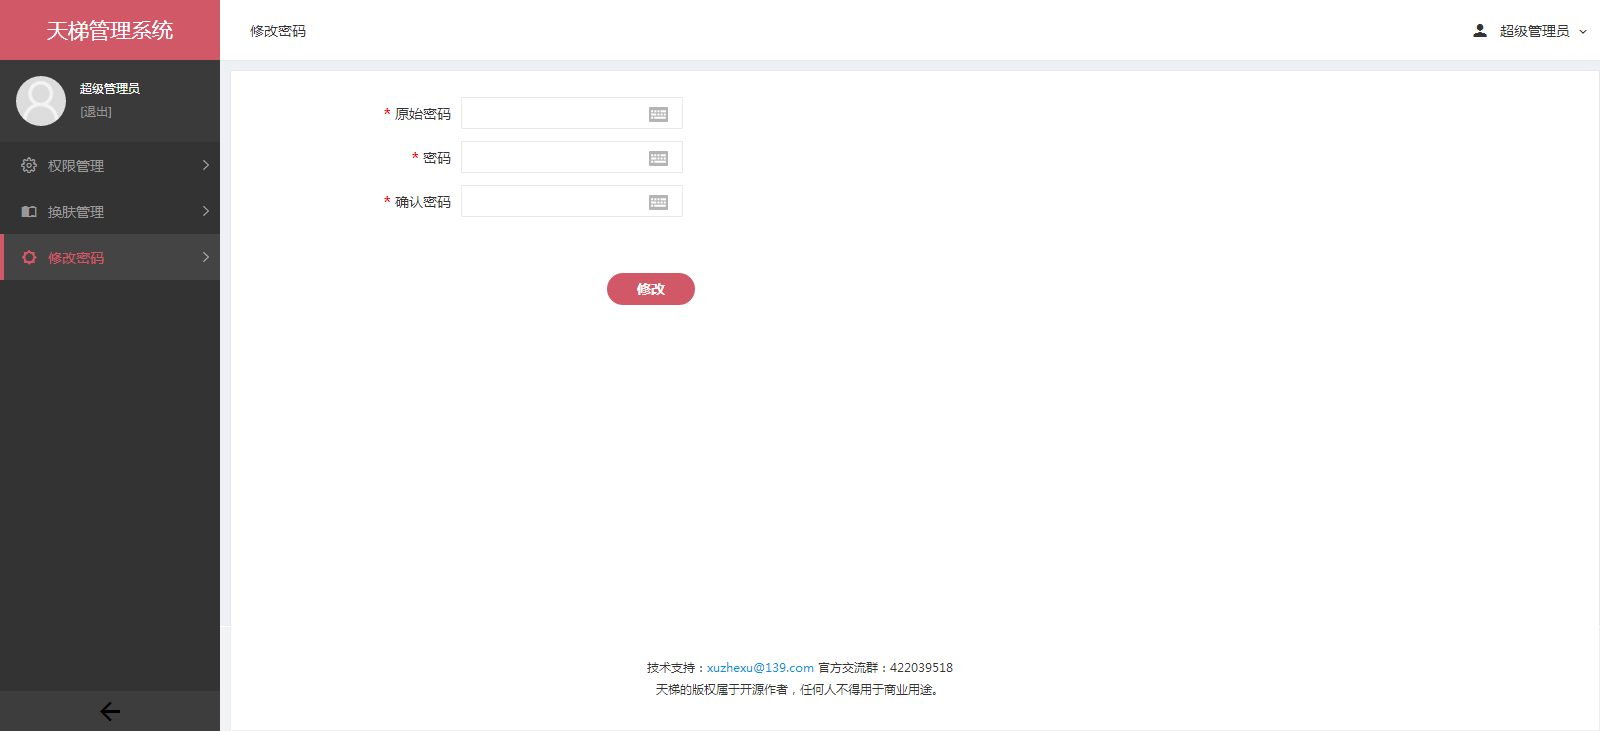 天梯管理系统
修改密码
超级管理员
超级管理员
[退出]
权限管理
换肤管理
修改密码
* 原始密码
* 密码
* 确认密码
修改
技术支持：xuzhexu@139.com 官方交流群：422039518
天梯的版权属于开源作者，任何人不得用于商业用途。